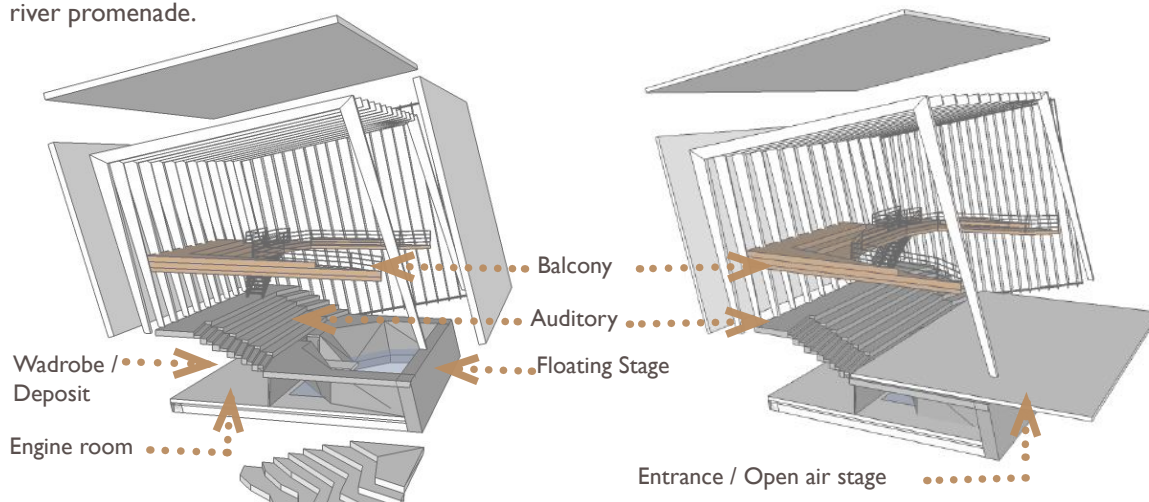 river promenade.
Balcony
Auditory
Floating Stage
Wadrobe /
Deposit
Engine room
Entrance / Open air stage